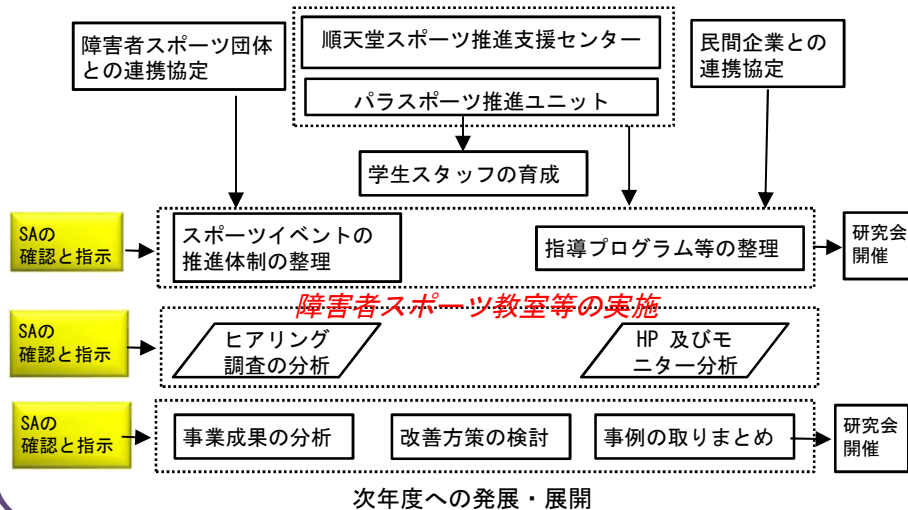 障害者スポーツ団体
との連携協定
順天堂スポーツ推進支援センター
パラスポーツ推進ユニット
民間企業との
連携協定
学生スタッフの育成
SAの
確認と指示
スポーツイベントの
推進体制の整理
指導プログラム等の整理
研究会
開催
障害者スポーツ教室等の実施
SAの
確認と指示
ヒアリング
調査の分析
HP 及びモ
ニター分析
SAの
確認と指示
事業成果の分析
改善方策の検討
事例の取りまとめ
研究会
開催
次年度への発展・展開